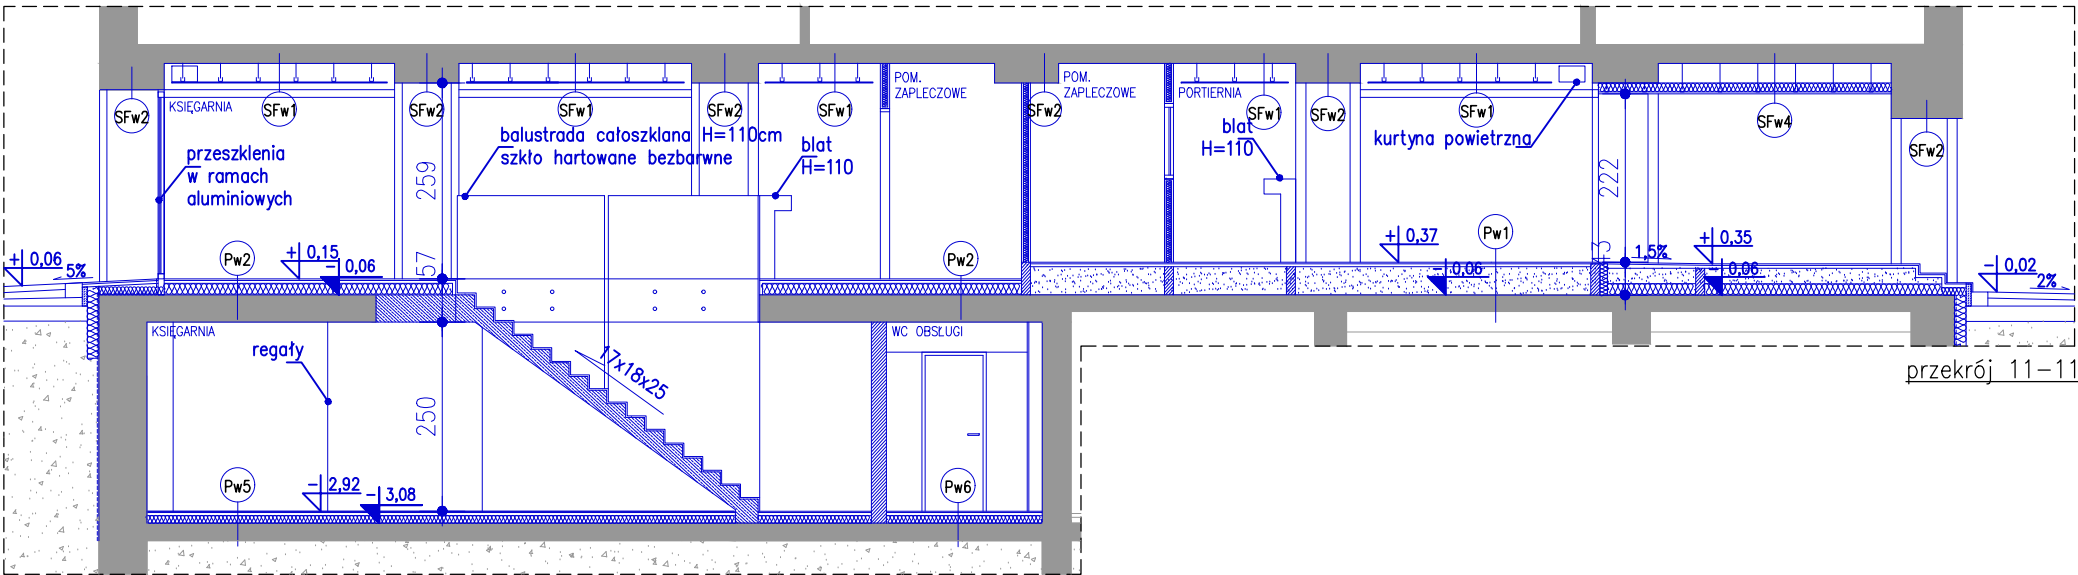 POM.
ZAPLECZOWE
POM.
ZAPLECZOWE
PORTIERNIA
KSIĘGARNIA
SFw2
SFw1
SFw2
SFw1
SFw2
SFw1
SFw2
SFw1
SFw2
SFw1
SFw4
SFw2
balustrada całoszklana H=110cm
szkło hartowane bezbarwne
blat
H=110
blat
H=110
kurtyna powietrzna
przeszklenia
w ramach
aluminiowych
259
222
Pw2
Pw2
Pw1
+0,06
5%
+0,15
-0,06
57
+0,37
-0,06
1,5%
+0,35
-0,06
-0,02
2%
KSIĘGARNIA
WC OBSŁUGI
regały
17x18x25
250
przekrój 11-11
Pw5
-2,92
-3,08
Pw6